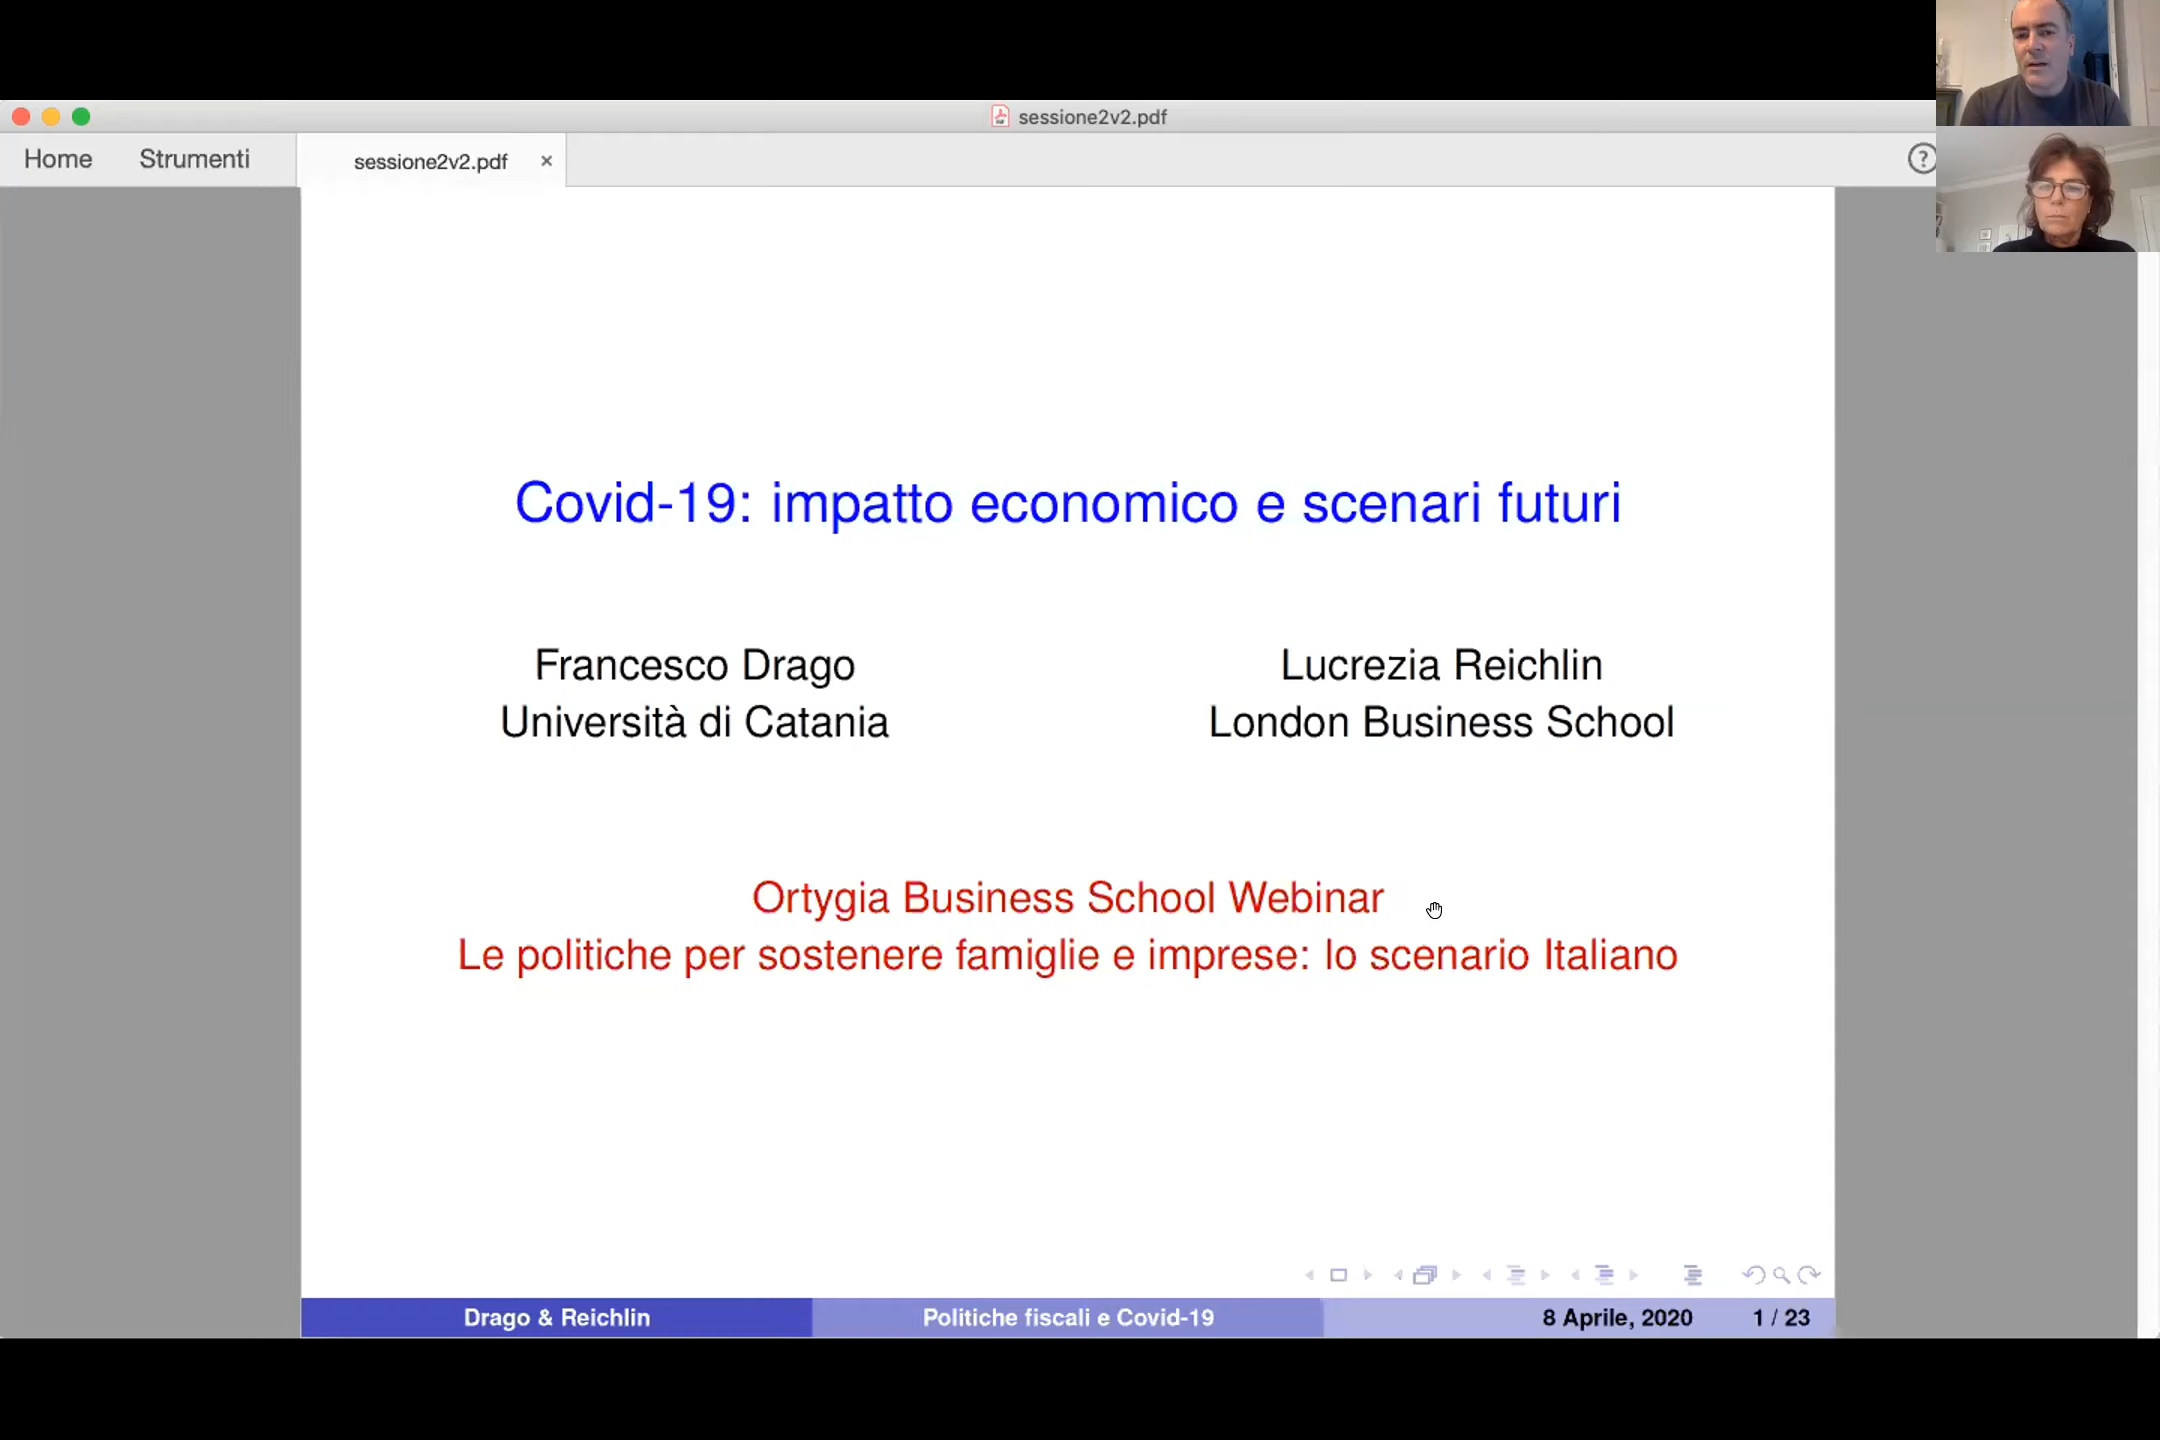 sessione2v2.pdf
Home Strumenti sessione2v2.pdf × ?
Covid-19: impatto economico e scenari futuri
Francesco Drago
Università di Catania
Lucrezia Reichlin
London Business School
Ortygia Business School Webinar
Le politiche per sostenere famiglie e imprese: lo scenario Italiano
Drago & Reichlin Politiche fiscali e Covid-19 8 Aprile, 2020 1 / 23